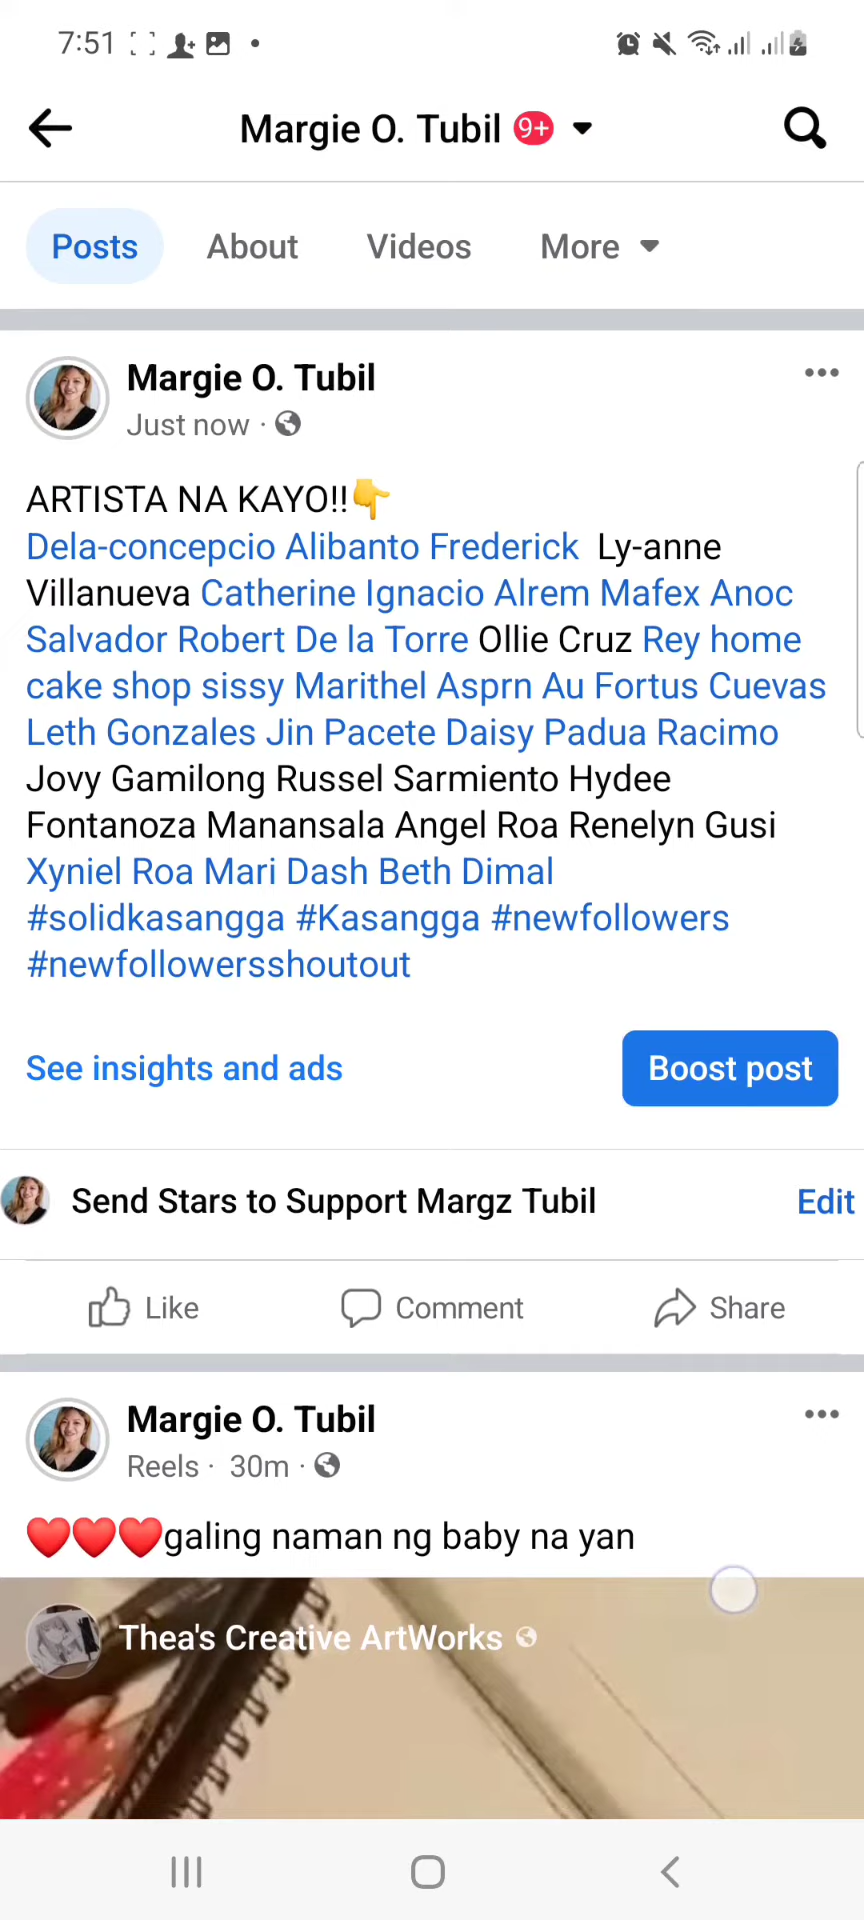 7:51
Margie O. Tubil 9+
Posts About Videos More
Margie O. Tubil
Just now ·
ARTISTA NA KAYO!!👇
Dela-concepcio Alibanto Frederick Ly-anne
Villanueva Catherine Ignacio Alrem Mafex Anoc
Salvador Robert De la Torre Ollie Cruz Rey home
cake shop sissy Marithel Asprn Au Fortus Cuevas
Leth Gonzales Jin Pacete Daisy Padua Racimo
Jovy Gamilong Russel Sarmiento Hydee
Fontanoza Manansala Angel Roa Renelyn Gusi
Xyniel Roa Mari Dash Beth Dimal
#solidkasangga #Kasangga #newfollowers
#newfollowersshoutout
See insights and ads Boost post
Send Stars to Support Margz Tubil Edit
Like Comment Share
Margie O. Tubil
Reels · 30m ·
❤️❤️❤️galing naman ng baby na yan
Thea's Creative ArtWorks